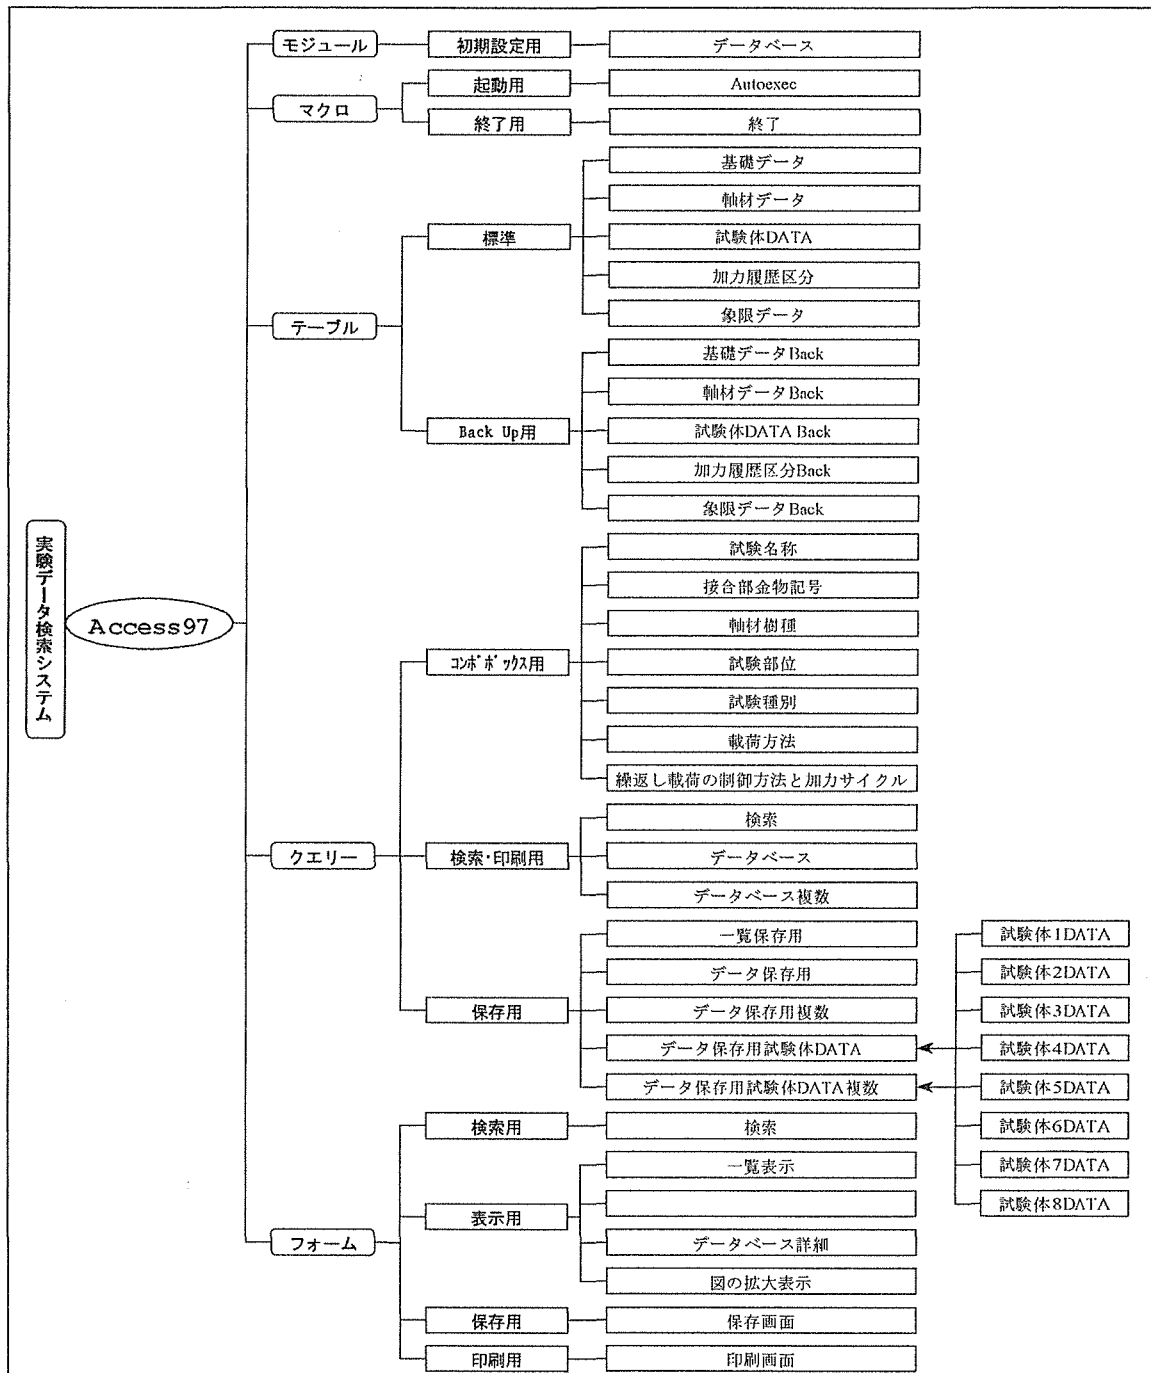 実験データ検索システム
Access97
モジュール
初期設定用
データベース
マクロ
起動用
Autoexec
終了用
終了
テーブル
標準
基礎データ
軸材データ
試験体DATA
加力履歴区分
象限データ
Back Up用
基礎データBack
軸材データBack
試験体DATA Back
加力履歴区分Back
象限データBack
クエリー
コンボボックス用
試験名称
接合部金物記号
軸材樹種
試験部位
試験種別
載荷方法
繰返し載荷の制御方法と加力サイクル
検索・印刷用
検索
データベース
データベース複数
保存用
一覧保存用
データ保存用
データ保存用複数
データ保存用試験体DATA
データ保存用試験体DATA複数
試験体1DATA
試験体2DATA
試験体3DATA
試験体4DATA
試験体5DATA
試験体6DATA
試験体7DATA
試験体8DATA
フォーム
検索用
検索
表示用
一覧表示
データベース詳細
図の拡大表示
保存用
保存画面
印刷用
印刷画面